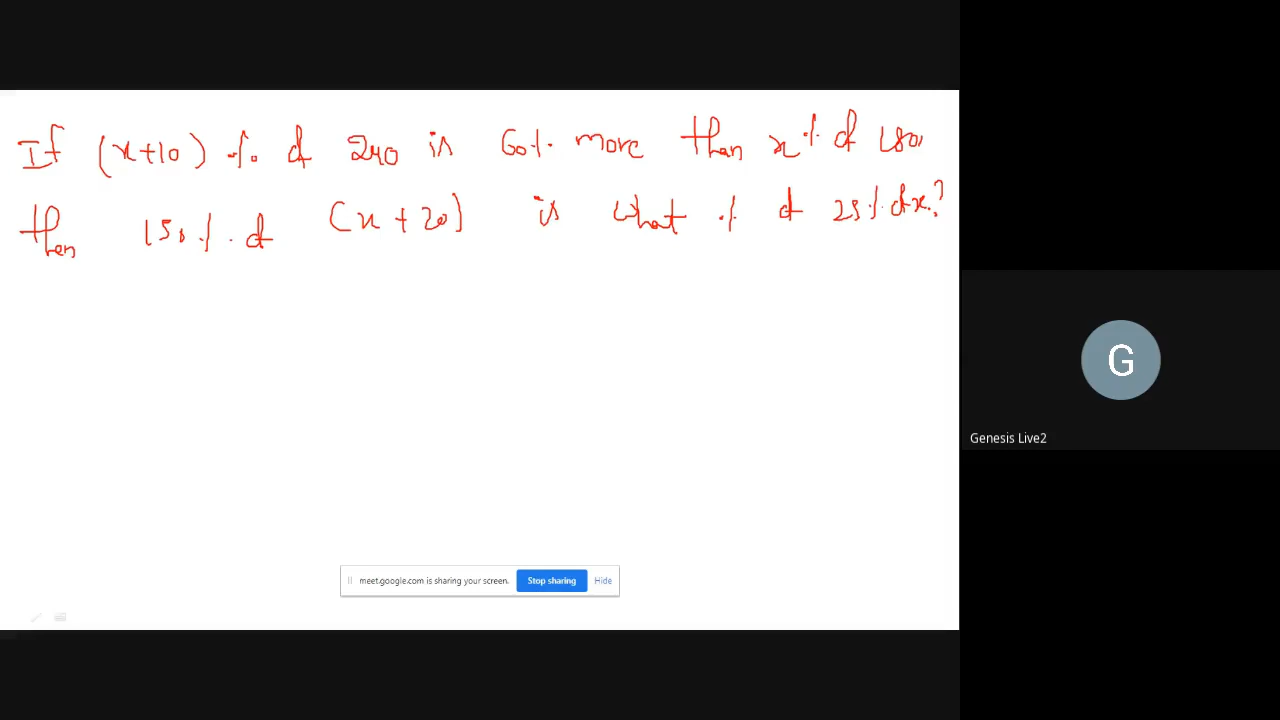 If (x+10) % of 240 is 60% more than x% of 180
then 150% of (x+20) is what % of 25% of x?
meet.google.com is sharing your screen. Stop sharing Hide
G
Genesis Live2